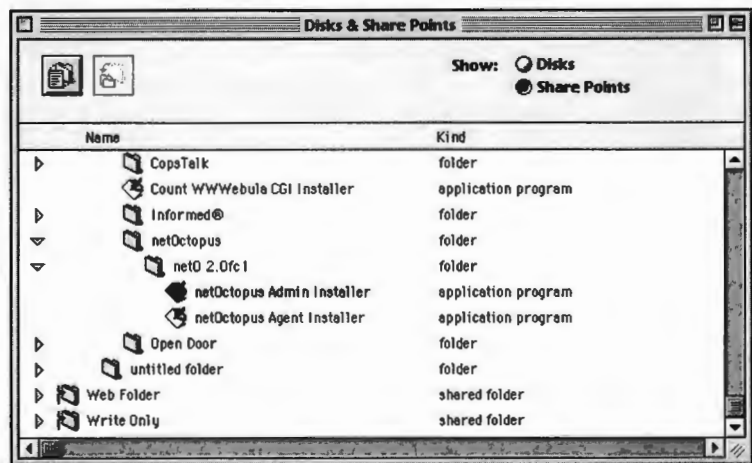 Disks & Share Points
Show: Disks
Share Points
Name Kind
CopsTalk folder
Count WWWebula CGI Installer application program
Informed® folder
netOctopus folder
netO 2.0fc1 folder
netOctopus Admin Installer application program
netOctopus Agent Installer application program
Open Door folder
untitled folder folder
Web Folder shared folder
Write Only shared folder